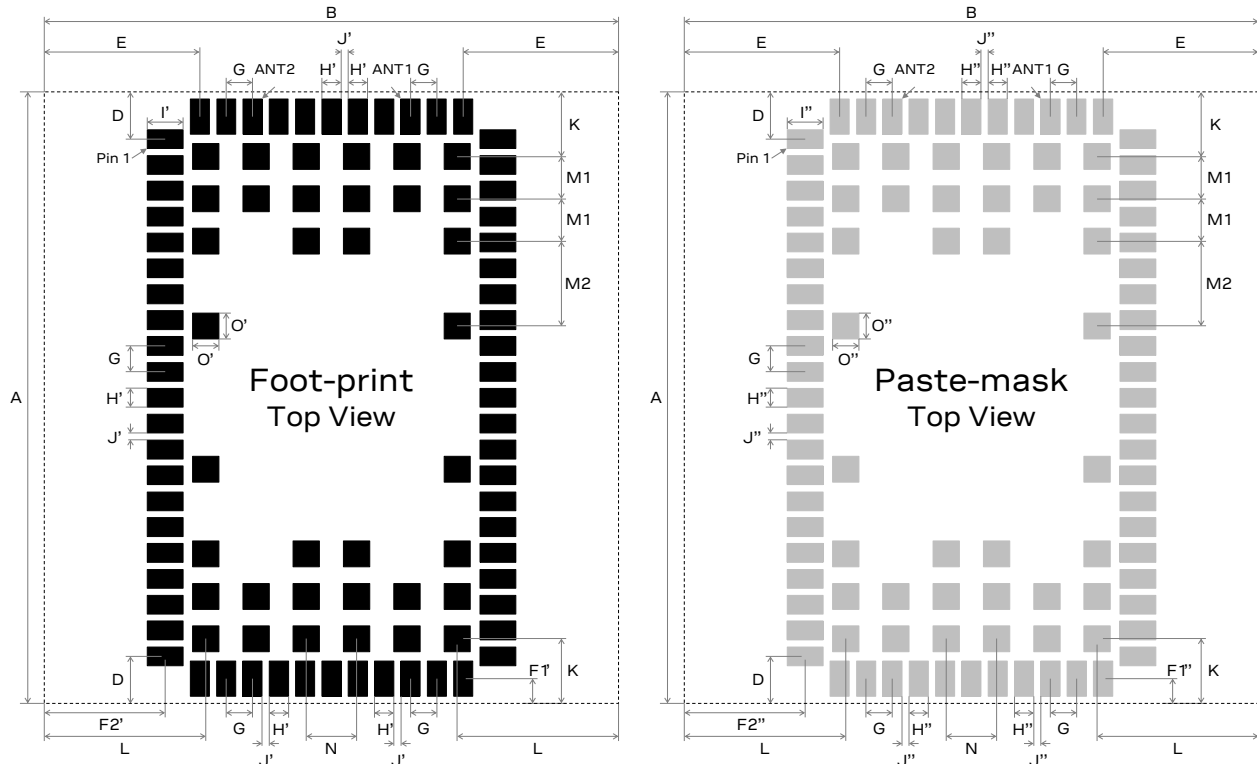 B
E
J'
E
G
ANT2
H'
H'
ANT1
G
D
I'
K
Pin 1
M1
M1
M2
O'
O'
G
A
H'
J'
Foot-print
Top View
D
F1'
K
F2'
G
H'
H'
G
L
J'
N
J'
L
B
E
J''
E
G
ANT2
H''
H''
ANT1
G
D
I''
K
Pin 1
M1
M1
M2
O''
O''
G
A
H''
J''
Paste-mask
Top View
D
F1''
K
F2''
G
H''
H''
G
L
J''
N
J''
L